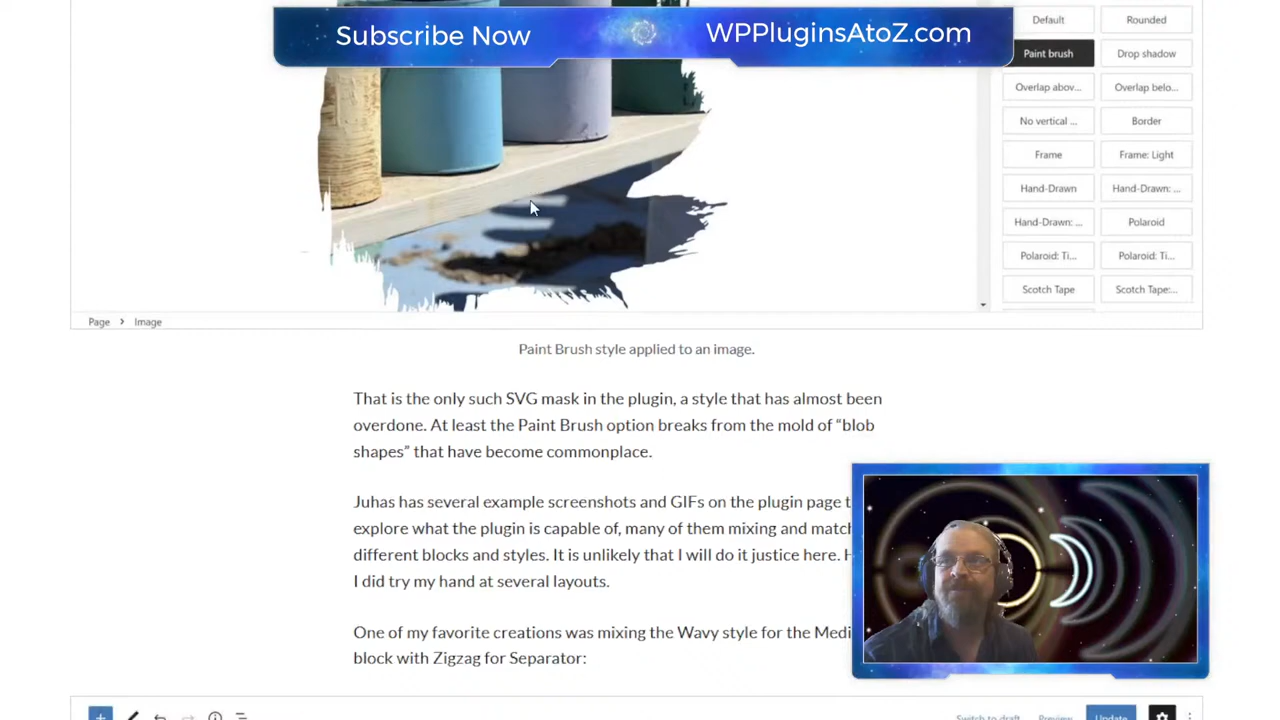 Subscribe Now
WPPluginsAtoZ.com
Default
Rounded
Paint brush
Drop shadow
Overlap abov...
Overlap belo...
No vertical ...
Border
Frame
Frame: Light
Hand-Drawn
Hand-Drawn: ...
Hand-Drawn: ...
Polaroid
Polaroid: Ti...
Polaroid: Ti...
Scotch Tape
Scotch Tape:...
Page > Image
Paint Brush style applied to an image.
That is the only such SVG mask in the plugin, a style that has almost been
overdone. At least the Paint Brush option breaks from the mold of “blob
shapes” that have become commonplace.
Juhas has several example screenshots and GIFs on the plugin page
explore what the plugin is capable of, many of them mixing and match
different blocks and styles. It is unlikely that I will do it justice here.
I did try my hand at several layouts.
One of my favorite creations was mixing the Wavy style for the Medi
block with Zigzag for Separator:
Switch to draft
Preview
Update